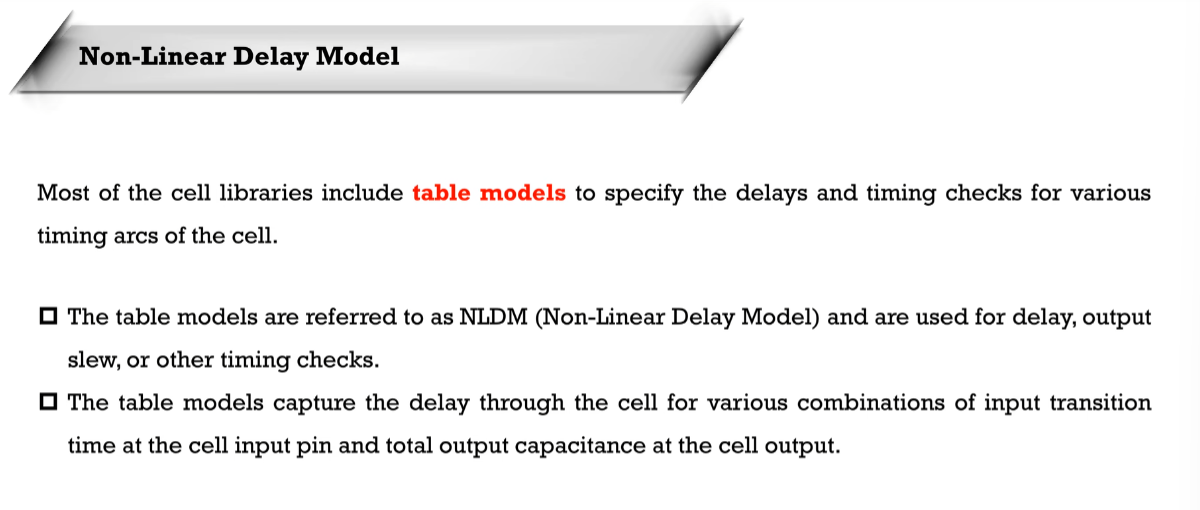 Non-Linear Delay Model
Most of the cell libraries include table models to specify the delays and timing checks for various
timing arcs of the cell.
The table models are referred to as NLDM (Non-Linear Delay Model) and are used for delay, output
slew, or other timing checks.
The table models capture the delay through the cell for various combinations of input transition
time at the cell input pin and total output capacitance at the cell output.